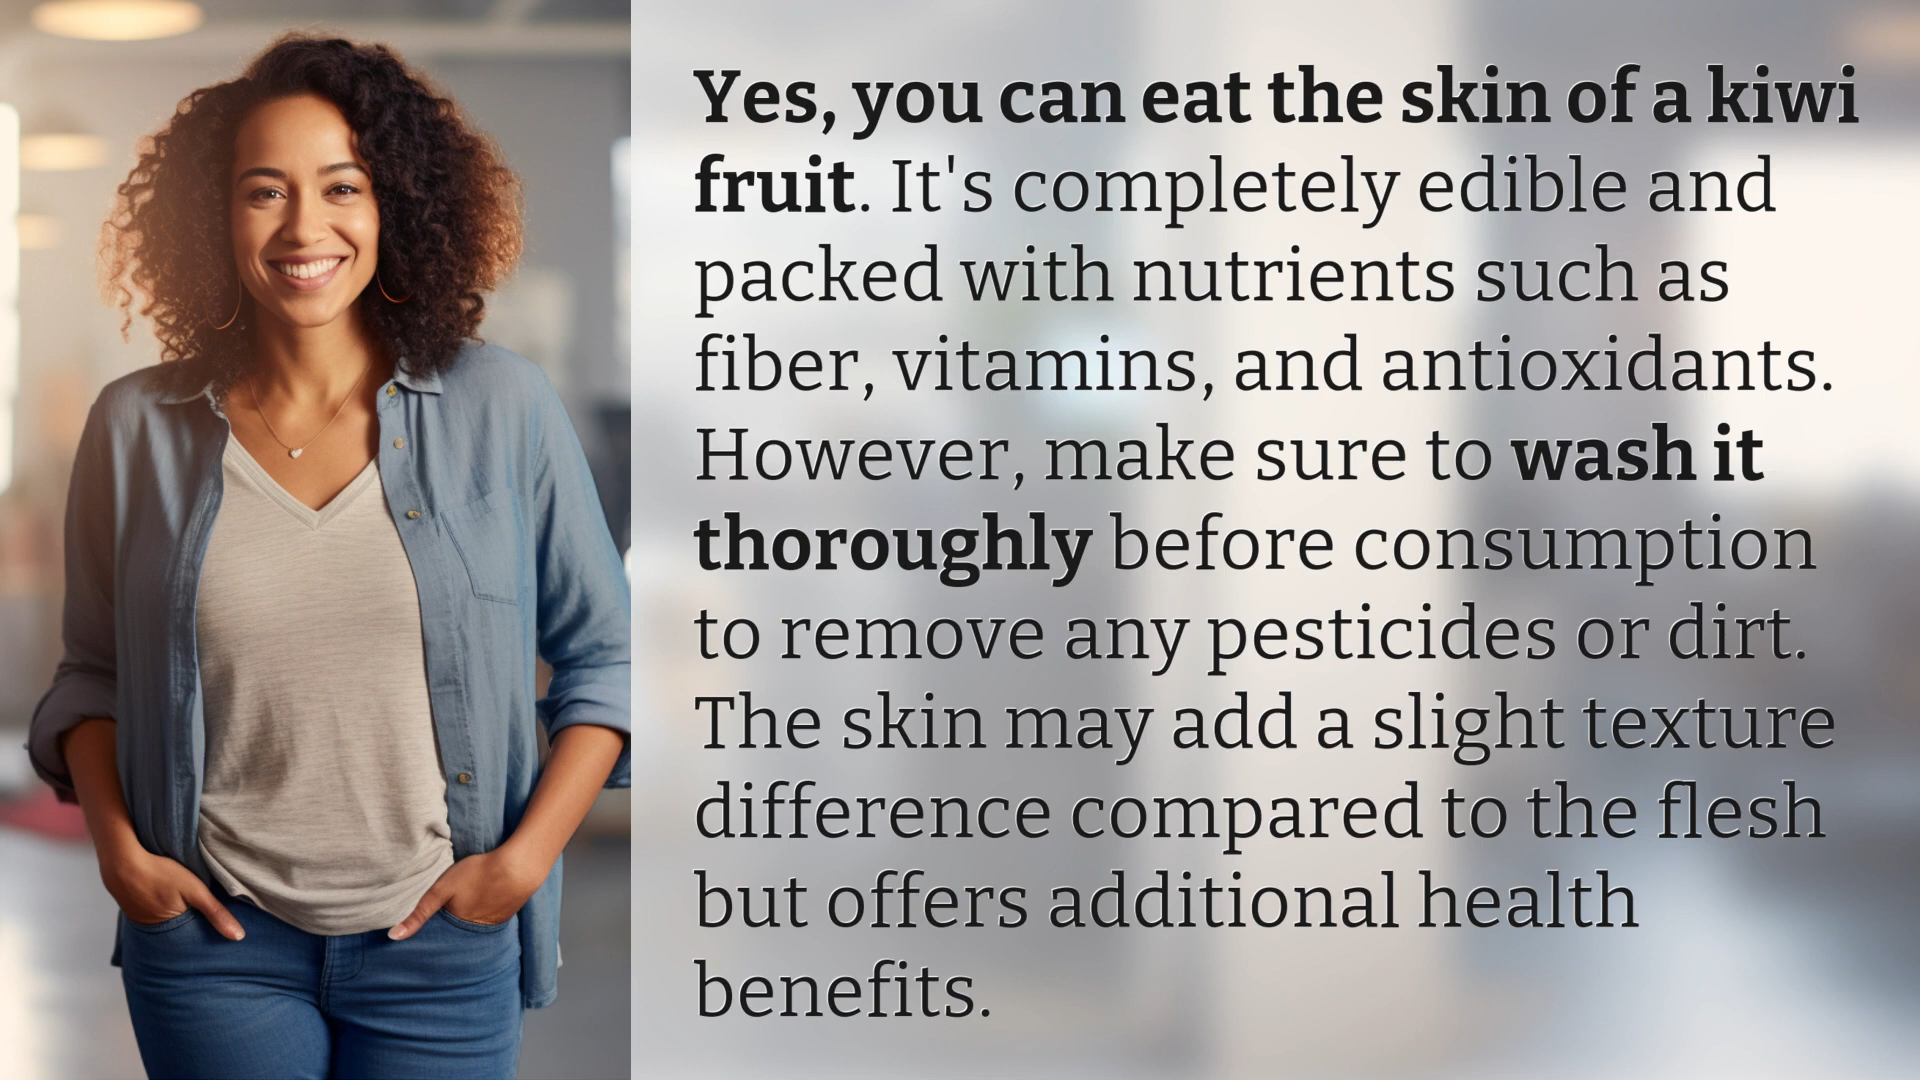 Yes, you can eat the skin of a kiwi
fruit. It's completely edible and
packed with nutrients such as
fiber, vitamins, and antioxidants.
However, make sure to wash it
thoroughly before consumption
to remove any pesticides or dirt.
The skin may add a slight texture
difference compared to the flesh
but offers additional health
benefits.